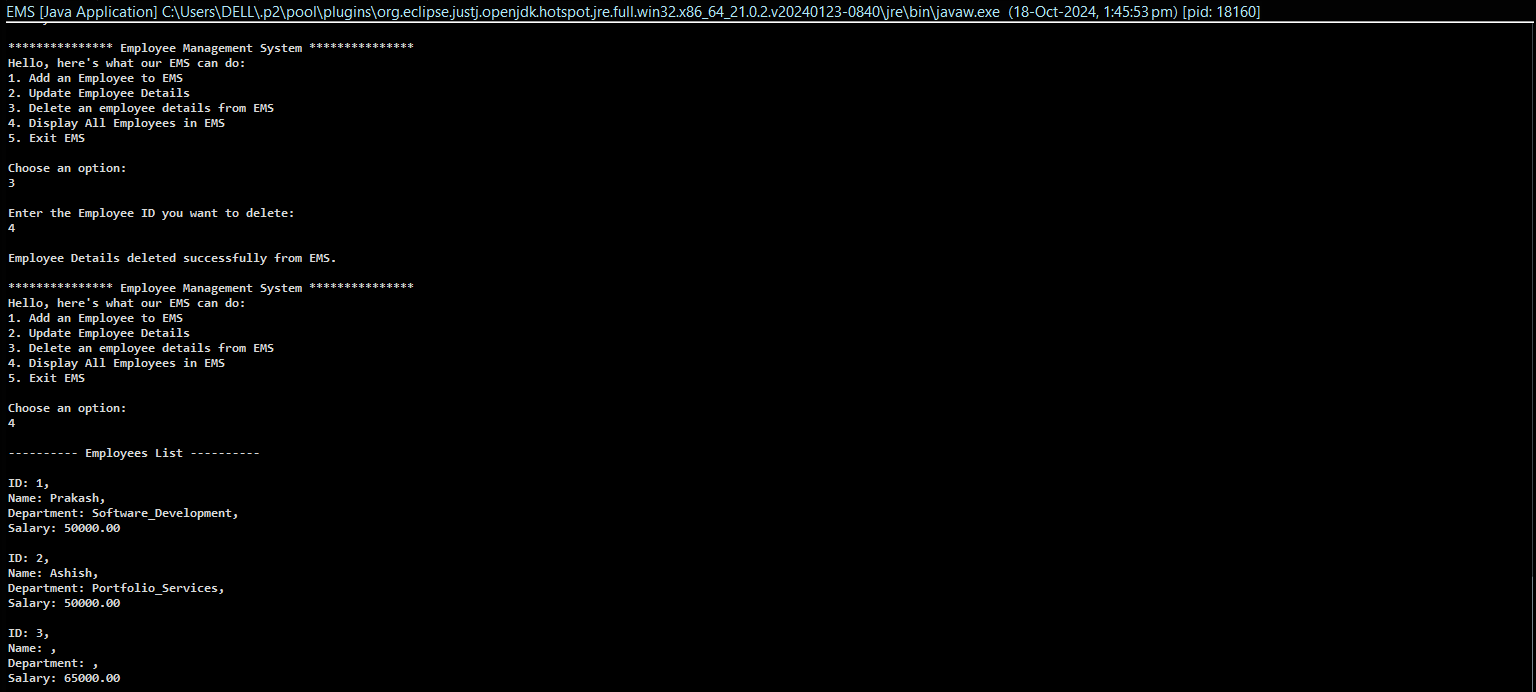 EMS [Java Application] C:\Users\DELL\.p2\pool\plugins\org.eclipse.justj.openjdk.hotspot.jre.full.win32.x86_64_21.0.2.v20240123-0840\jre\bin\javaw.exe (18-Oct-2024, 1:45:53 pm) [pid: 18160]
*************** Employee Management System ***************
Hello, here's what our EMS can do:
1. Add an Employee to EMS
2. Update Employee Details
3. Delete an employee details from EMS
4. Display All Employees in EMS
5. Exit EMS
Choose an option:
3
Enter the Employee ID you want to delete:
4
Employee Details deleted successfully from EMS.
*************** Employee Management System ***************
Hello, here's what our EMS can do:
1. Add an Employee to EMS
2. Update Employee Details
3. Delete an employee details from EMS
4. Display All Employees in EMS
5. Exit EMS
Choose an option:
4
---------- Employees List ----------
ID: 1,
Name: Prakash,
Department: Software_Development,
Salary: 50000.00
ID: 2,
Name: Ashish,
Department: Portfolio_Services,
Salary: 50000.00
ID: 3,
Name: ,
Department: ,
Salary: 65000.00